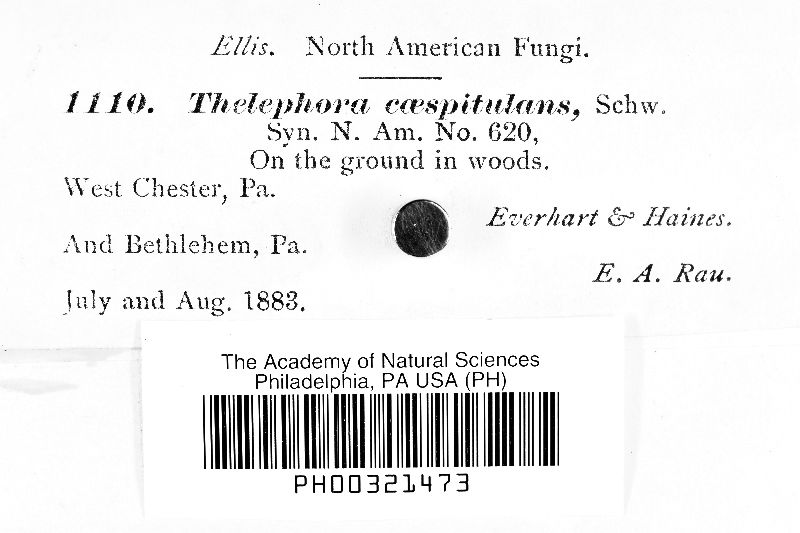 Ellis. North American Fungi.
1110. Thelephora cæspitulans, Schw.
Syn. N. Am. No. 620,
On the ground in woods.
West Chester, Pa.
Everhart & Haines.
And Bethlehem, Pa.
E. A. Rau.
July and Aug. 1883.
The Academy of Natural Sciences
Philadelphia, PA USA (PH)
PH00321473